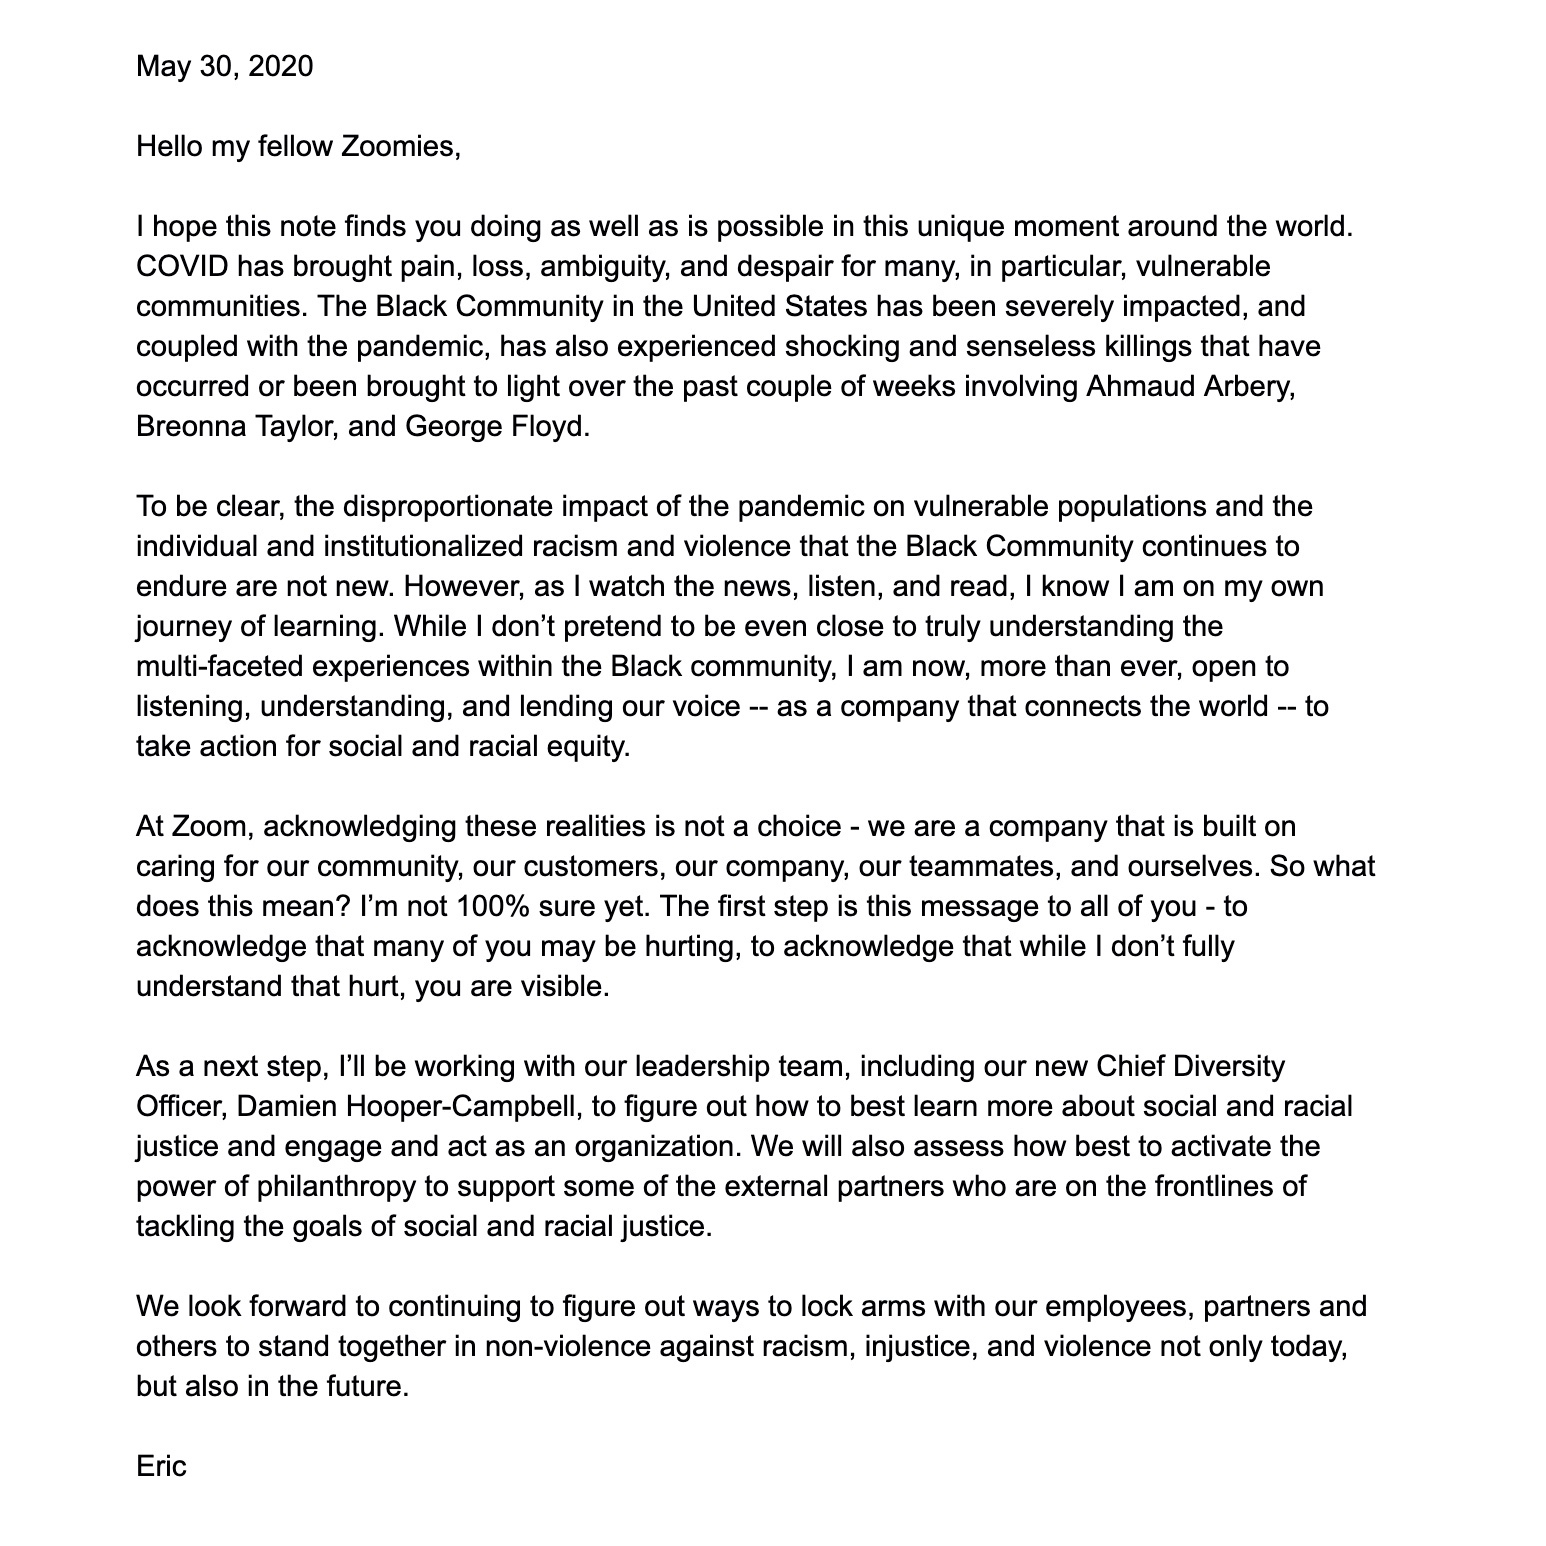 May 30, 2020
Hello my fellow Zoomies,
I hope this note finds you doing as well as is possible in this unique moment around the world.
COVID has brought pain, loss, ambiguity, and despair for many, in particular, vulnerable
communities. The Black Community in the United States has been severely impacted, and
coupled with the pandemic, has also experienced shocking and senseless killings that have
occurred or been brought to light over the past couple of weeks involving Ahmaud Arbery,
Breonna Taylor, and George Floyd.
To be clear, the disproportionate impact of the pandemic on vulnerable populations and the
individual and institutionalized racism and violence that the Black Community continues to
endure are not new. However, as I watch the news, listen, and read, I know I am on my own
journey of learning. While I don’t pretend to be even close to truly understanding the
multi-faceted experiences within the Black community, I am now, more than ever, open to
listening, understanding, and lending our voice -- as a company that connects the world -- to
take action for social and racial equity.
At Zoom, acknowledging these realities is not a choice - we are a company that is built on
caring for our community, our customers, our company, our teammates, and ourselves. So what
does this mean? I’m not 100% sure yet. The first step is this message to all of you - to
acknowledge that many of you may be hurting, to acknowledge that while I don’t fully
understand that hurt, you are visible.
As a next step, I’ll be working with our leadership team, including our new Chief Diversity
Officer, Damien Hooper-Campbell, to figure out how to best learn more about social and racial
justice and engage and act as an organization. We will also assess how best to activate the
power of philanthropy to support some of the external partners who are on the frontlines of
tackling the goals of social and racial justice.
We look forward to continuing to figure out ways to lock arms with our employees, partners and
others to stand together in non-violence against racism, injustice, and violence not only today,
but also in the future.
Eric